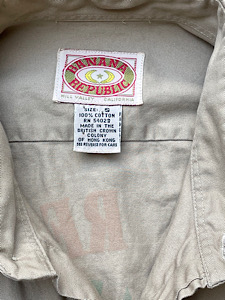 BANANA
REPUBLIC
MILL VALLEY CALIFORNIA
SIZE S
100% COTTON
RN 54023
MADE IN THE
BRITISH CROWN
COLONY
OF HONG KONG
SEE REVERSE FOR CARE